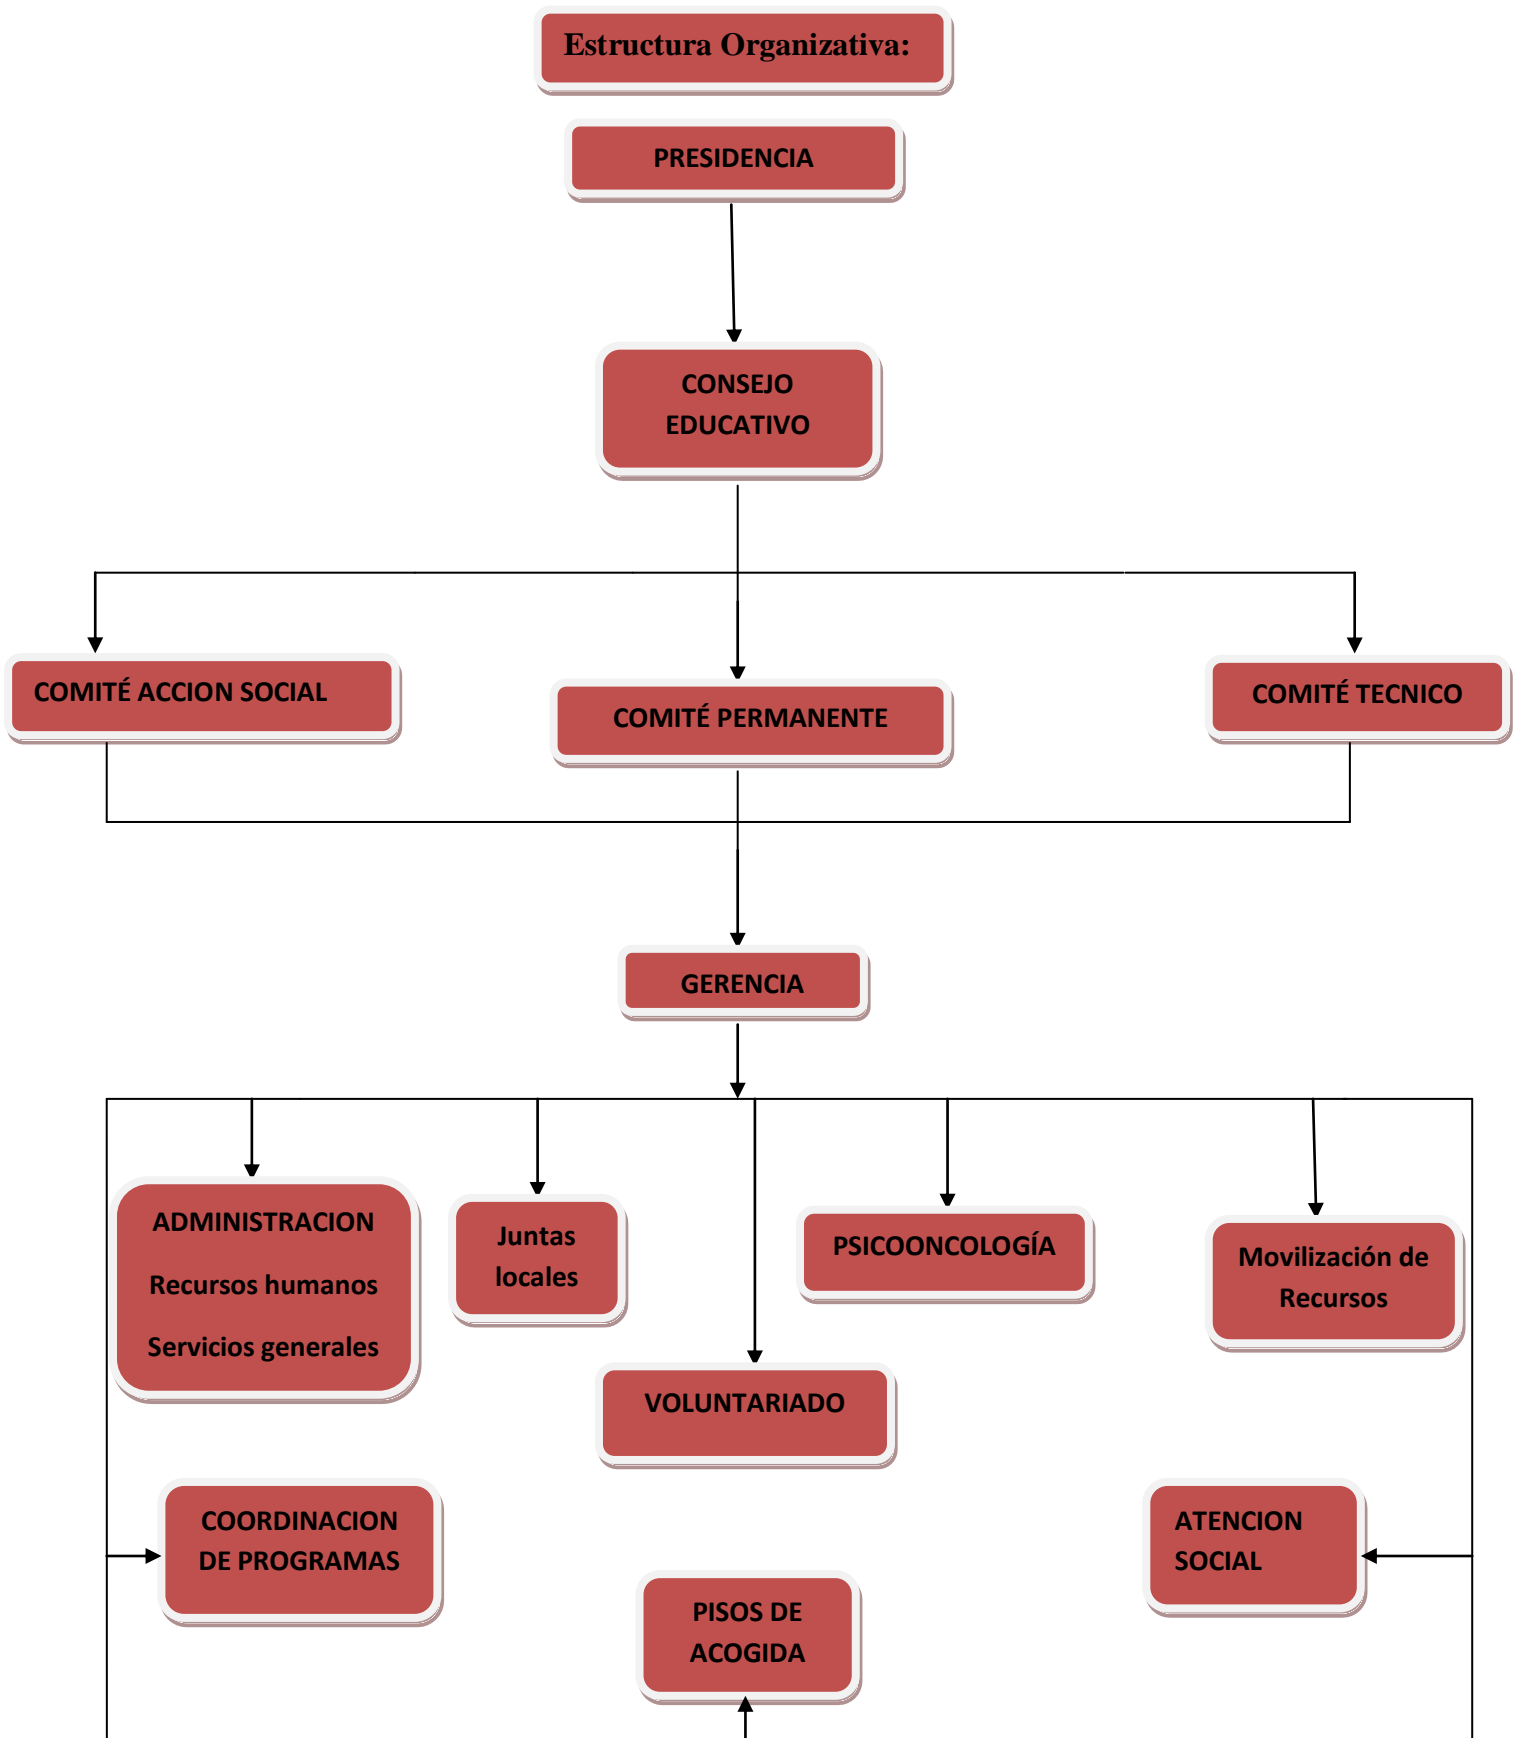 Estructura Organizativa:
PRESIDENCIA
CONSEJO
EDUCATIVO
COMITÉ ACCION SOCIAL
COMITÉ PERMANENTE
COMITÉ TECNICO
GERENCIA
ADMINISTRACION
Recursos humanos
Servicios generales
Juntas
locales
PSICOONCOLOGÍA
Movilización de
Recursos
VOLUNTARIADO
COORDINACION
DE PROGRAMAS
ATENCION
SOCIAL
PISOS DE
ACOGIDA